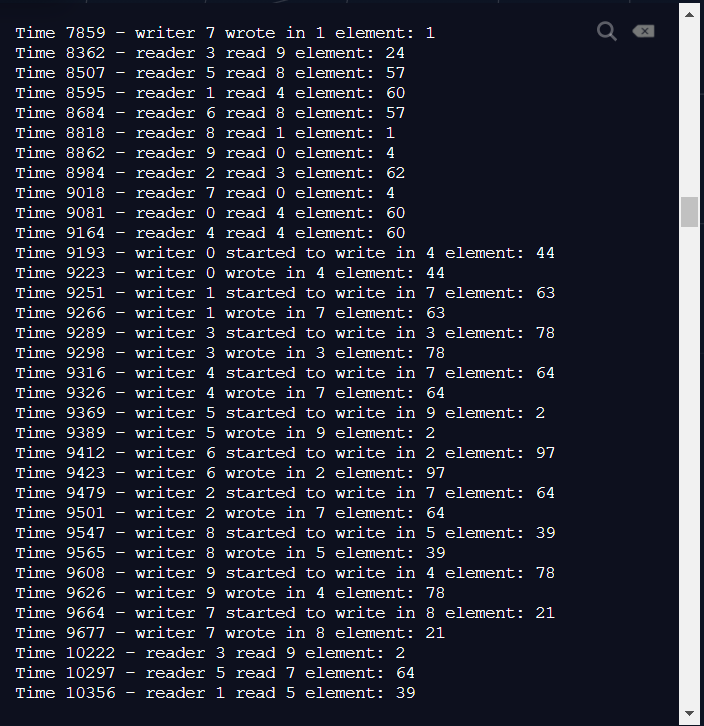 Time 7859 - writer 7 wrote in 1 element: 1
Time 8362 - reader 3 read 9 element: 24
Time 8507 - reader 5 read 8 element: 57
Time 8595 - reader 1 read 4 element: 60
Time 8684 - reader 6 read 8 element: 57
Time 8818 - reader 8 read 1 element: 1
Time 8862 - reader 9 read 0 element: 4
Time 8984 - reader 2 read 3 element: 62
Time 9018 - reader 7 read 0 element: 4
Time 9081 - reader 0 read 4 element: 60
Time 9164 - reader 4 read 4 element: 60
Time 9193 - writer 0 started to write in 4 element: 44
Time 9223 - writer 0 wrote in 4 element: 44
Time 9251 - writer 1 started to write in 7 element: 63
Time 9266 - writer 1 wrote in 7 element: 63
Time 9289 - writer 3 started to write in 3 element: 78
Time 9298 - writer 3 wrote in 3 element: 78
Time 9316 - writer 4 started to write in 7 element: 64
Time 9326 - writer 4 wrote in 7 element: 64
Time 9369 - writer 5 started to write in 9 element: 2
Time 9389 - writer 5 wrote in 9 element: 2
Time 9412 - writer 6 started to write in 2 element: 97
Time 9423 - writer 6 wrote in 2 element: 97
Time 9479 - writer 2 started to write in 7 element: 64
Time 9501 - writer 2 wrote in 7 element: 64
Time 9547 - writer 8 started to write in 5 element: 39
Time 9565 - writer 8 wrote in 5 element: 39
Time 9608 - writer 9 started to write in 4 element: 78
Time 9626 - writer 9 wrote in 4 element: 78
Time 9664 - writer 7 started to write in 8 element: 21
Time 9677 - writer 7 wrote in 8 element: 21
Time 10222 - reader 3 read 9 element: 2
Time 10297 - reader 5 read 7 element: 64
Time 10356 - reader 1 read 5 element: 39